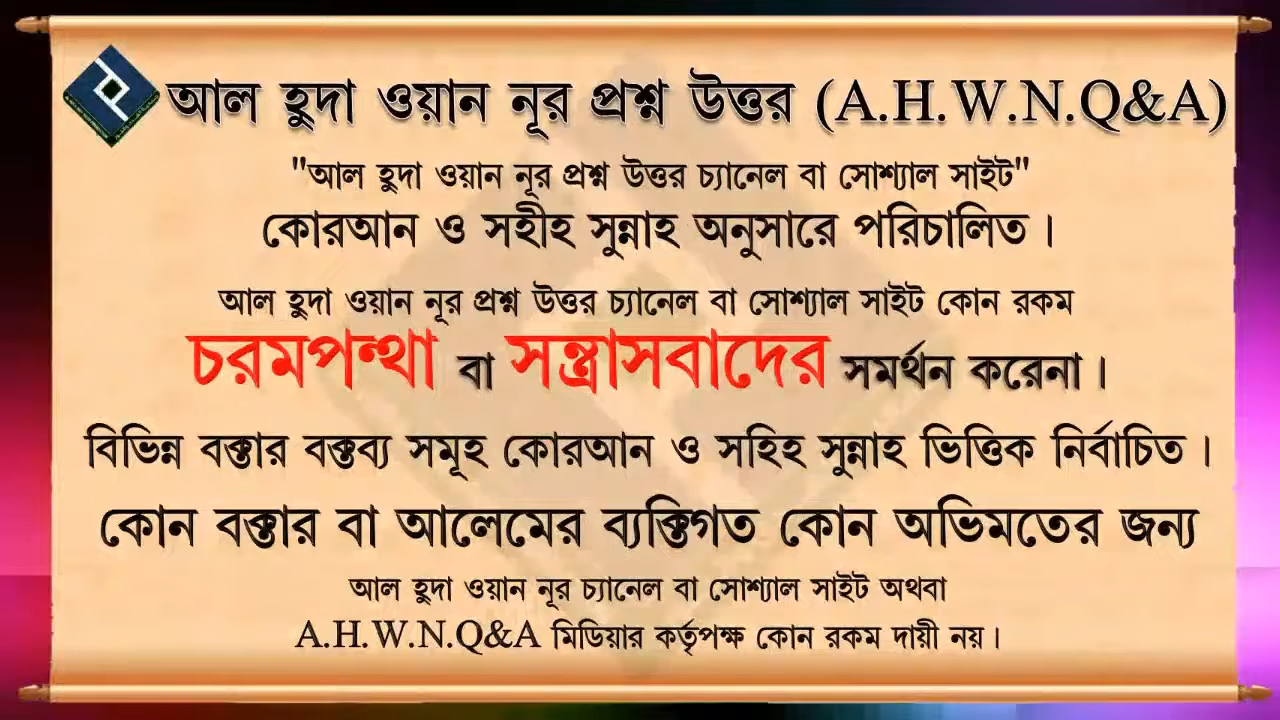 আল হুদা ওয়ান নূর প্রশ্ন উত্তর (A.H.W.N.Q&A)
"আল হুদা ওয়ান নূর প্রশ্ন উত্তর চ্যানেল বা সোশ্যাল সাইট"
কোরআন ও সহীহ সুন্নাহ অনুসারে পরিচালিত।
আল হুদা ওয়ান নূর প্রশ্ন উত্তর চ্যানেল বা সোশ্যাল সাইট কোন রকম
চরমপন্থা বা সন্ত্রাসবাদের সমর্থন করেনা।
বিভিন্ন বক্তার বক্তব্য সমূহ কোরআন ও সহিহ সুন্নাহ ভিত্তিক নির্বাচিত।
কোন বক্তার বা আলেমের ব্যক্তিগত কোন অভিমতের জন্য
আল হুদা ওয়ান নূর চ্যানেল বা সোশ্যাল সাইট অথবা
A.H.W.N.Q&A মিডিয়ার কর্তৃপক্ষ কোন রকম দায়ী নয়।